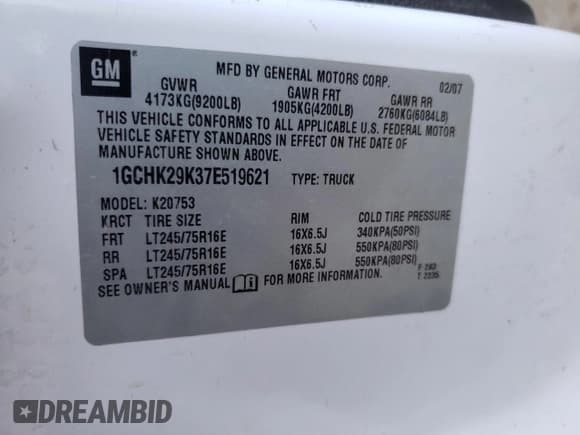 GM
®
MFD BY GENERAL MOTORS CORP. 02/07
GVWR GAWR FRT GAWR RR
4173KG(9200LB) 1905KG(4200LB) 2760KG(6084LB)
THIS VEHICLE CONFORMS TO ALL APPLICABLE U.S. FEDERAL MOTOR
VEHICLE SAFETY STANDARDS IN EFFECT ON THE DATE OF
MANUFACTURE SHOWN ABOVE.
1GCHK29K37E519621 TYPE: TRUCK
MODEL: K20753
KRCT TIRE SIZE RIM COLD TIRE PRESSURE
FRT LT245/75R16E 16X6.5J 340KPA(50PSI)
RR LT245/75R16E 16X6.5J 550KPA(80PSI)
SPA LT245/75R16E 16X6.5J 550KPA(80PSI)
SEE OWNER'S MANUAL FOR MORE INFORMATION.
F 283
T 2235
DREAMBID